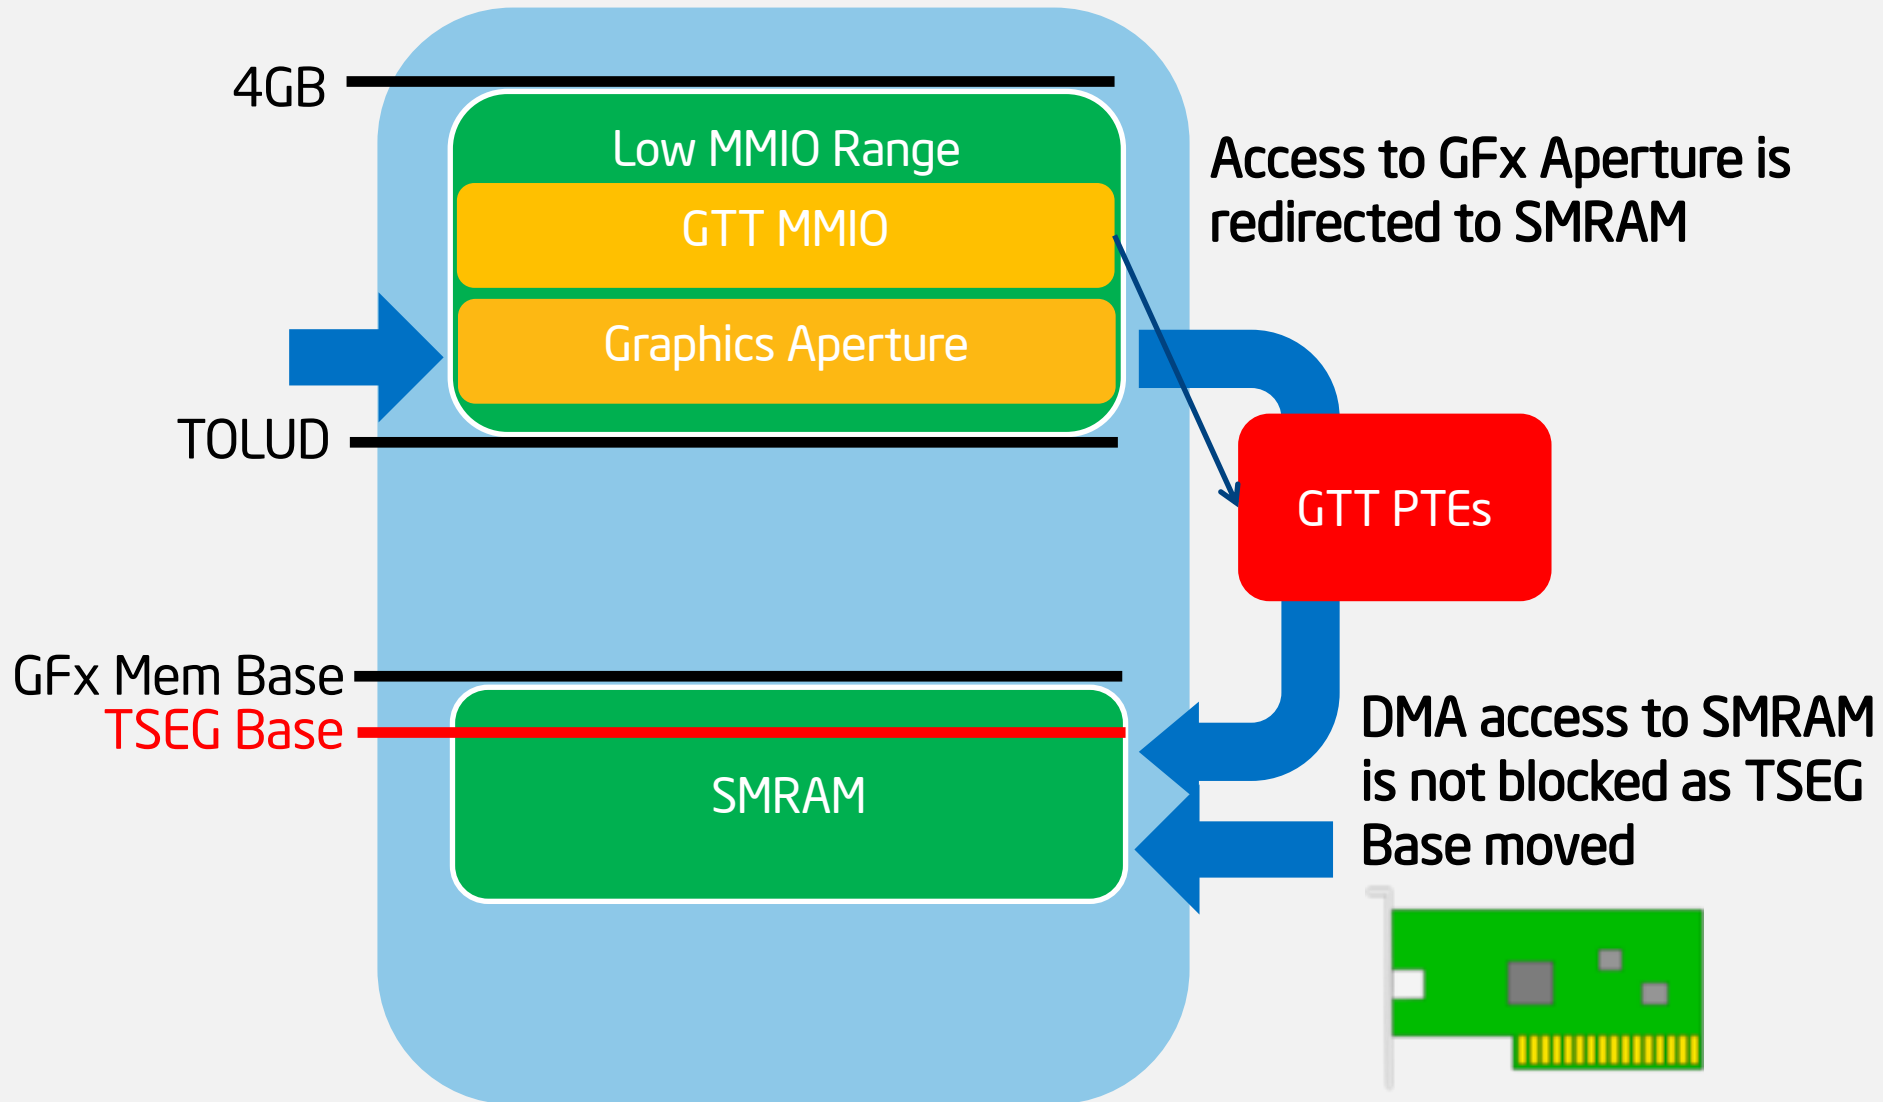 4GB
Low MMIO Range
GTT MMIO
Graphics Aperture
TOLUD
Access to GFx Aperture is
redirected to SMRAM
GTT PTEs
GFx Mem Base
TSEG Base
SMRAM
DMA access to SMRAM
is not blocked as TSEG
Base moved